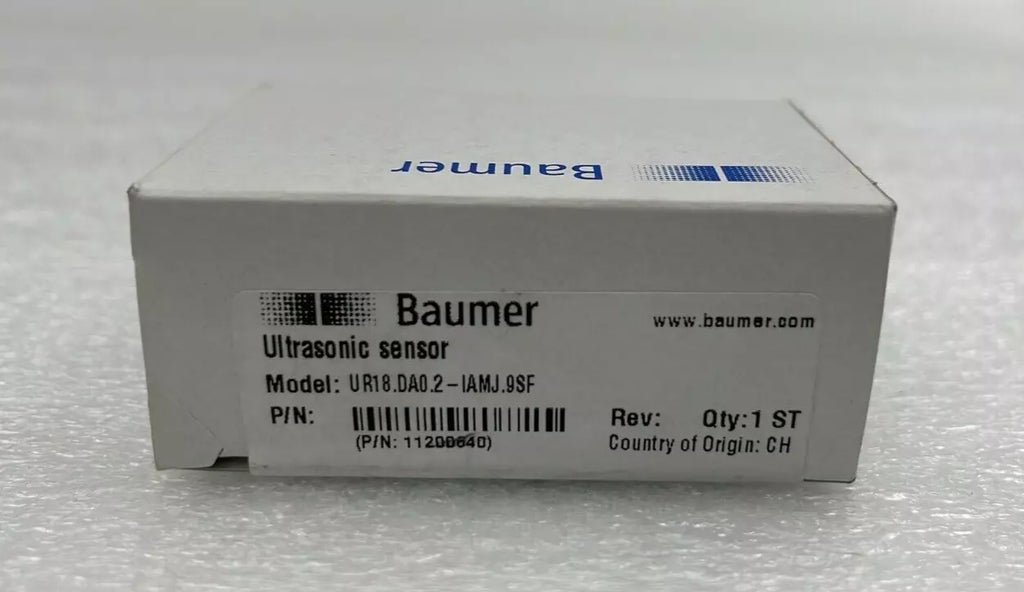 Baumer
Baumer
www.baumer.com
Ultrasonic sensor
Model: UR18.DA0.2-IAMJ.9SF
P/N:
Rev: Qty:1 ST
(P/N: 11200640)
Country of Origin: CH